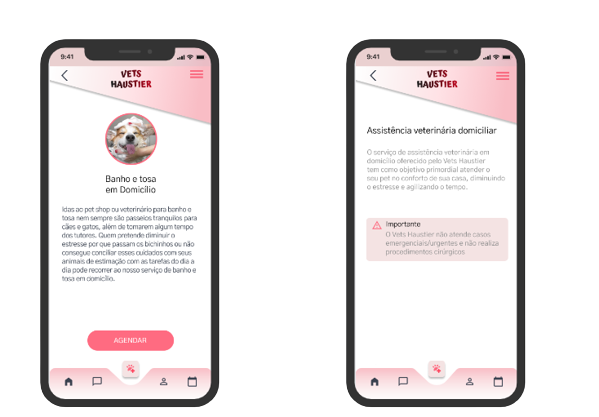 9:41
VETS
HAUSTIER
Banho e tosa
em Domicílio
Idas ao pet shop ou veterinário para banho e
tosa nem sempre são passeios tranquilos para
cães e gatos, além de tomarem algum tempo
dos tutores. Quem pretende diminuir o
estresse por que passam os bichinhos ou não
consegue conciliar esses cuidados com seus
animais de estimação com as tarefas do dia a
dia pode recorrer ao nosso serviço de banho e
tosa em domicílio.
AGENDAR
9:41
VETS
HAUSTIER
Assistência veterinária domiciliar
O serviço de assistência veterinária em
domicílio oferecido pelo Vets Haustier
tem como objetivo primordial atender o
seu pet no conforto de sua casa, diminuindo
o estresse e agilizando o tempo.
Importante
O Vets Haustier não atende casos
emergenciais/urgentes e não realiza
procedimentos cirúrgicos